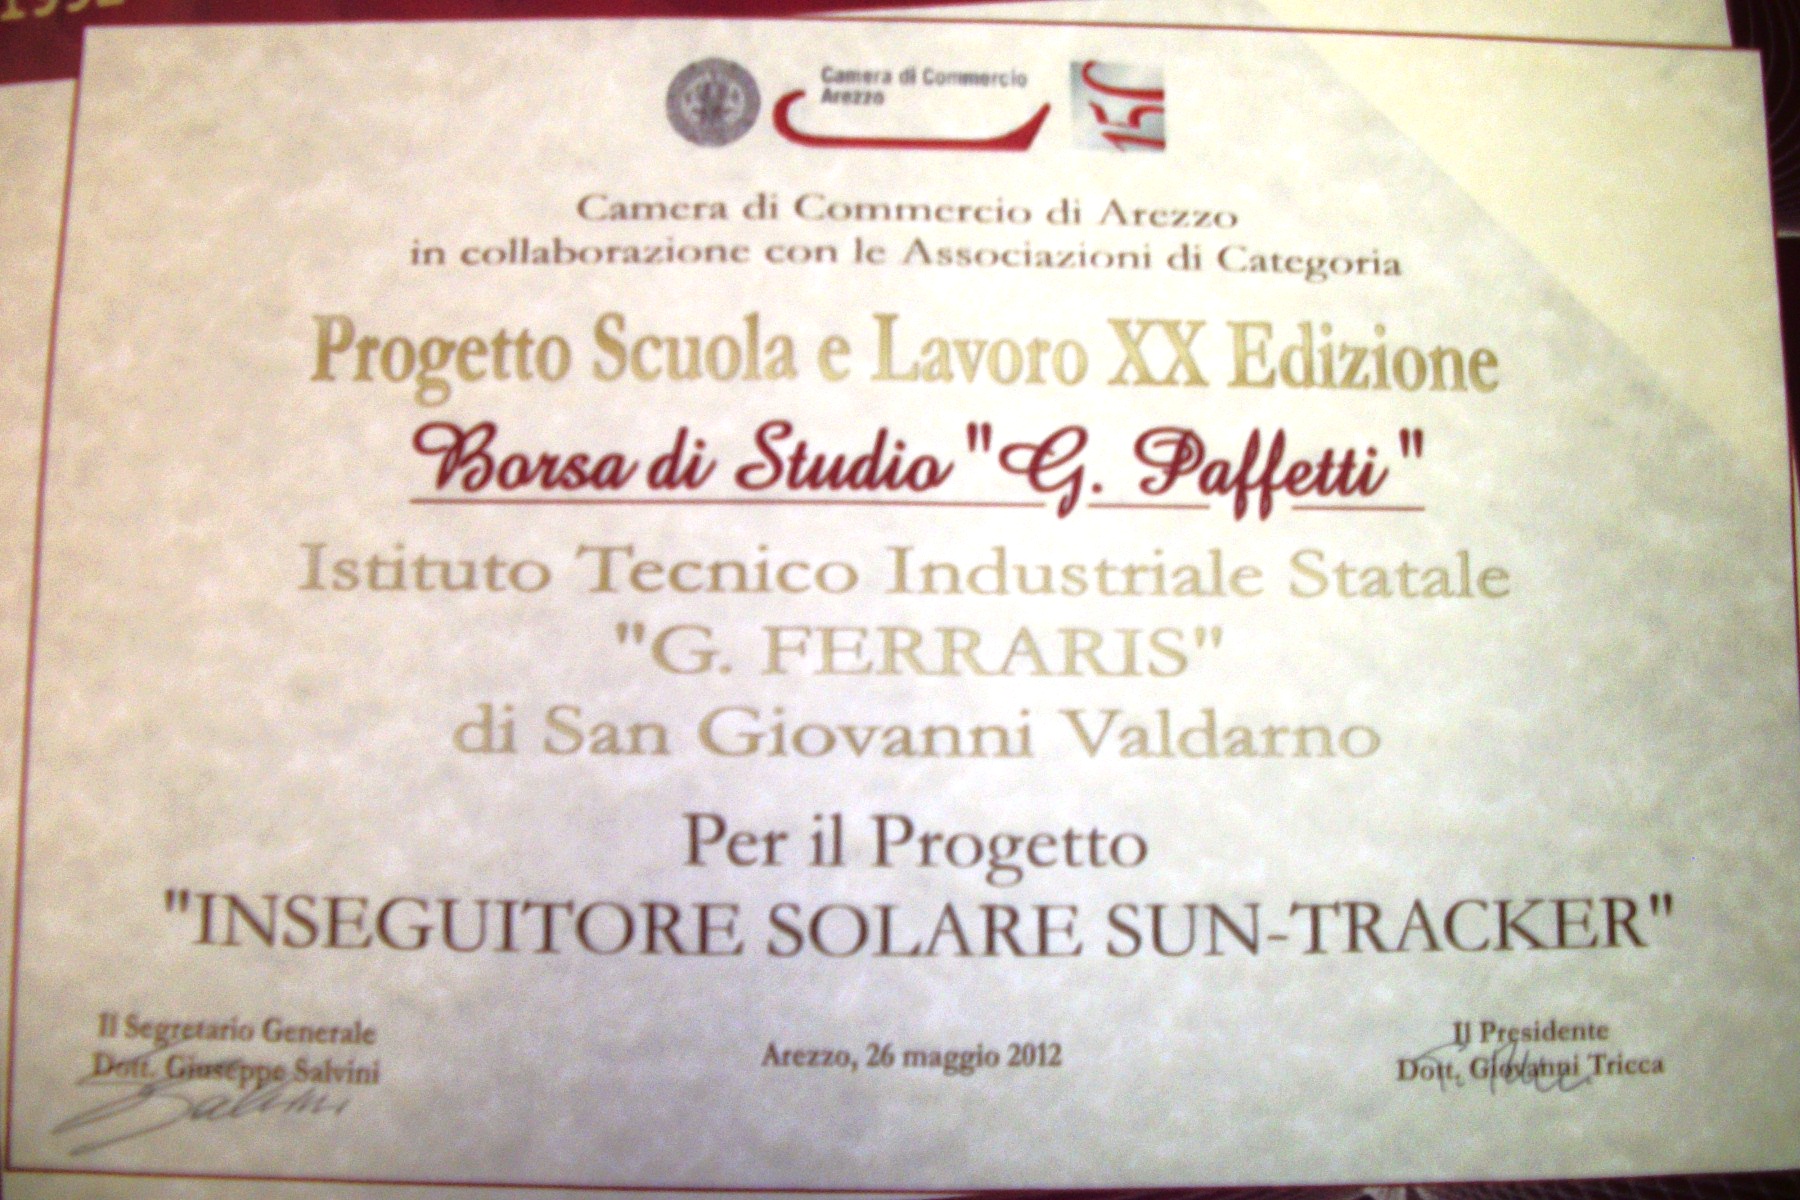 1992
Camera di Commercio
Arezzo
Camera di Commercio di Arezzo
in collaborazione con le Associazioni di Categoria
Progetto Scuola e Lavoro XX Edizione
Borsa di Studio "G. Paffetti"
Istituto Tecnico Industriale Statale
"G. FERRARIS"
di San Giovanni Valdarno
Per il Progetto
"INSEGUITORE SOLARE SUN-TRACKER"
Il Segretario Generale
Dott. Giuseppe Salvini
Salvini
Arezzo, 26 maggio 2012
Il Presidente
Dott. Giovanni Tricca